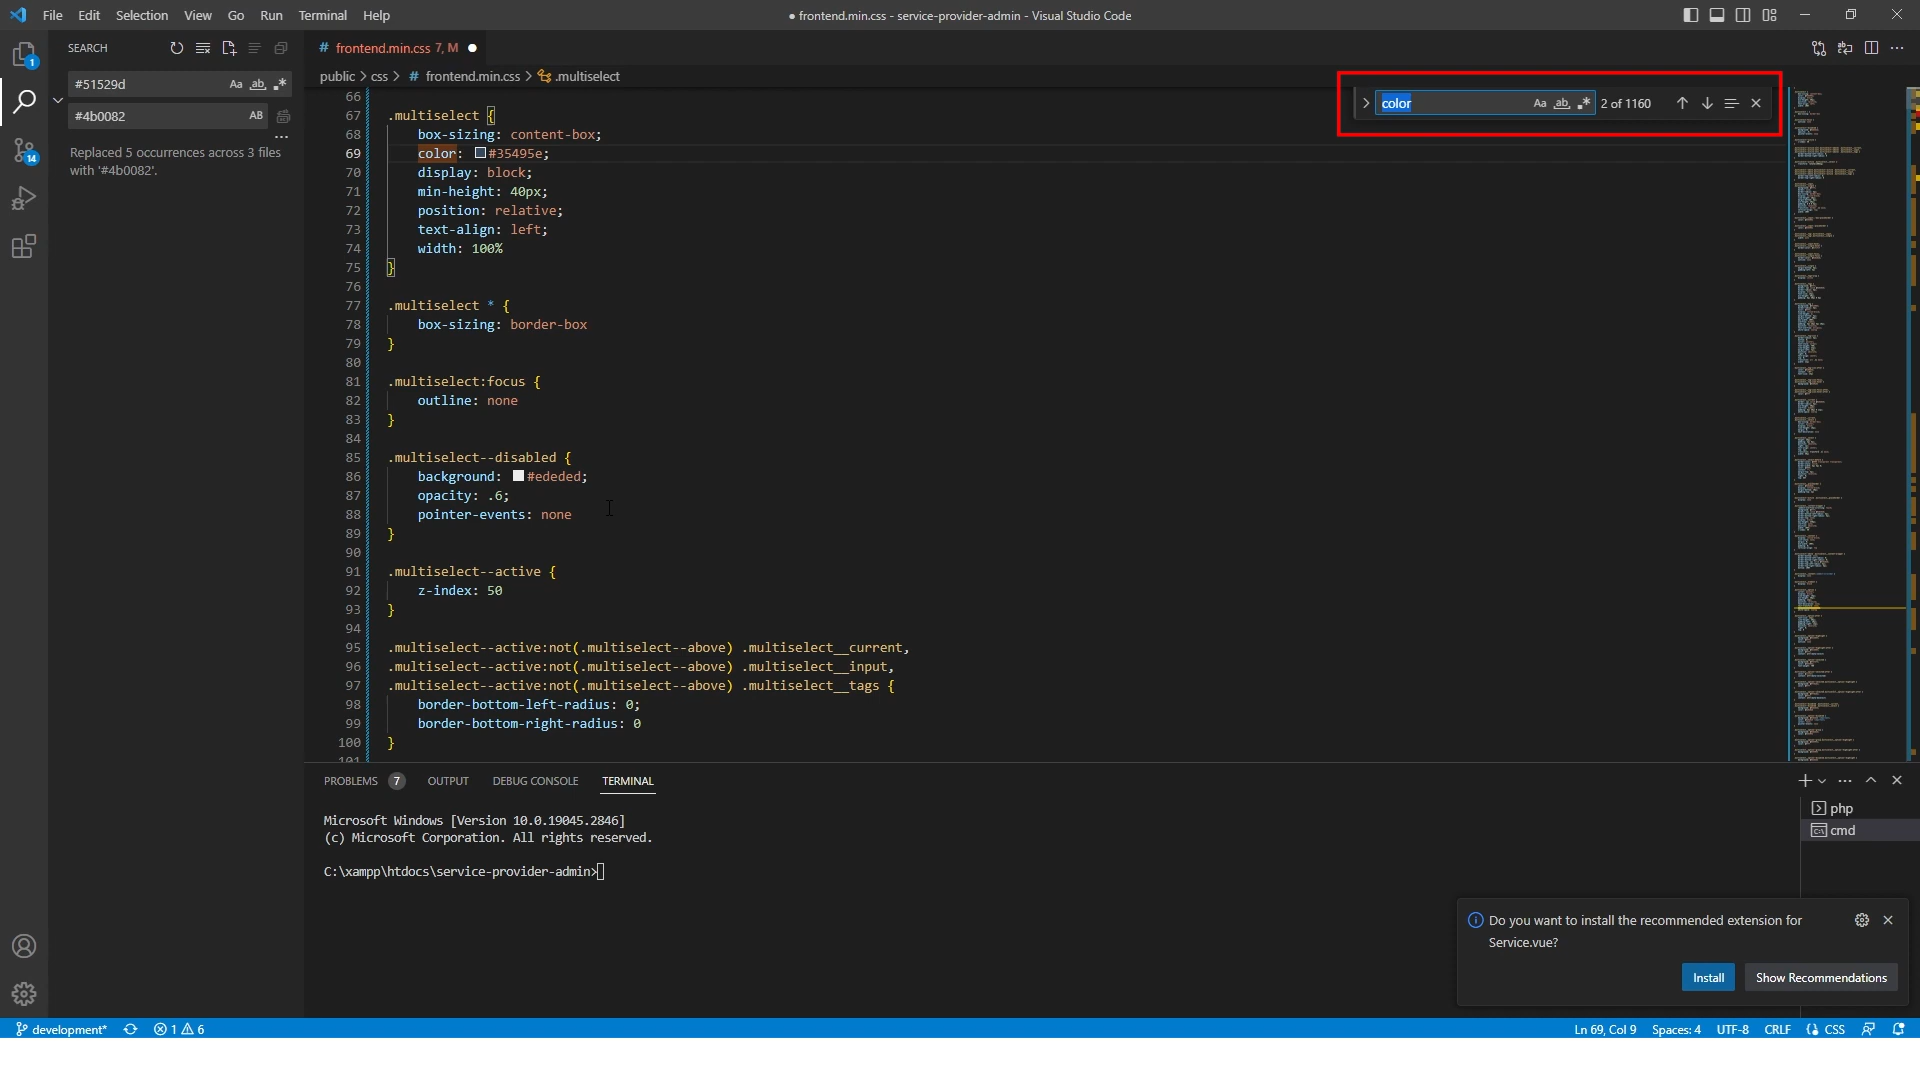 File Edit Selection View Go Run Terminal Help
● frontend.min.css - service-provider-admin - Visual Studio Code
SEARCH
#51529d
Aa ab .*
#4b0082
AB
...
Replaced 5 occurrences across 3 files
with '#4b0082'.
1
14
# frontend.min.css 7, M ●
public > css > # frontend.min.css > .multiselect
color
Aa ab .* 2 of 1160
66
67 .multiselect {
68 box-sizing: content-box;
69 color: #35495e;
70 display: block;
71 min-height: 40px;
72 position: relative;
73 text-align: left;
74 width: 100%
75 }
76
77 .multiselect * {
78 box-sizing: border-box
79 }
80
81 .multiselect:focus {
82 outline: none
83 }
84
85 .multiselect--disabled {
86 background: #ededed;
87 opacity: .6;
88 pointer-events: none
89 }
90
91 .multiselect--active {
92 z-index: 50
93 }
94
95 .multiselect--active:not(.multiselect--above) .multiselect__current,
96 .multiselect--active:not(.multiselect--above) .multiselect__input,
97 .multiselect--active:not(.multiselect--above) .multiselect__tags {
98 border-bottom-left-radius: 0;
99 border-bottom-right-radius: 0
100 }
101
PROBLEMS 7 OUTPUT DEBUG CONSOLE TERMINAL
Microsoft Windows [Version 10.0.19045.2846]
(c) Microsoft Corporation. All rights reserved.
C:\xampp\htdocs\service-provider-admin>
php
cmd
Do you want to install the recommended extension for
Service.vue?
Install Show Recommendations
development* 1 6
Ln 69, Col 9 Spaces: 4 UTF-8 CRLF CSS